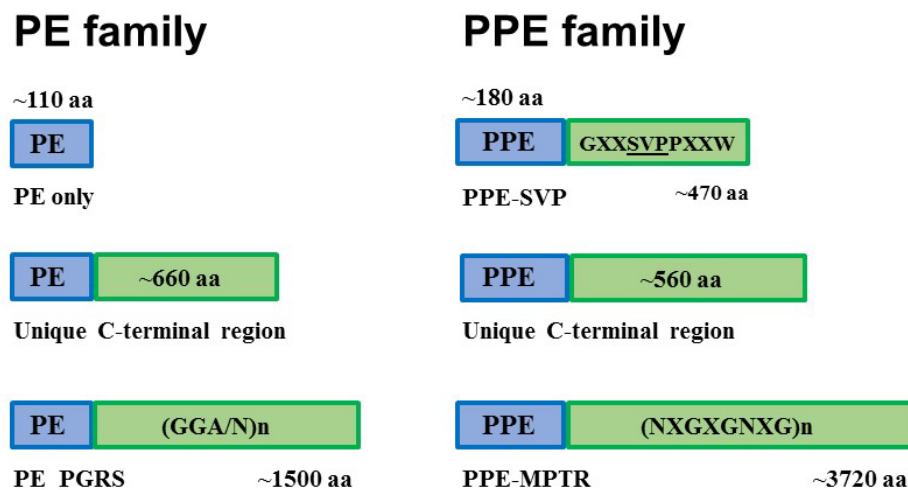 PE family
~110 aa
PE
PE only
PE
~660 aa
Unique C-terminal region
PE
(GGA/N)n
PE PGRS
~1500 aa
PPE family
~180 aa
PPE
GXXSVPPXXW
PPE-SVP
~470 aa
PPE
~560 aa
Unique C-terminal region
PPE
(NXGXGNXG)n
PPE-MPTR
~3720 aa